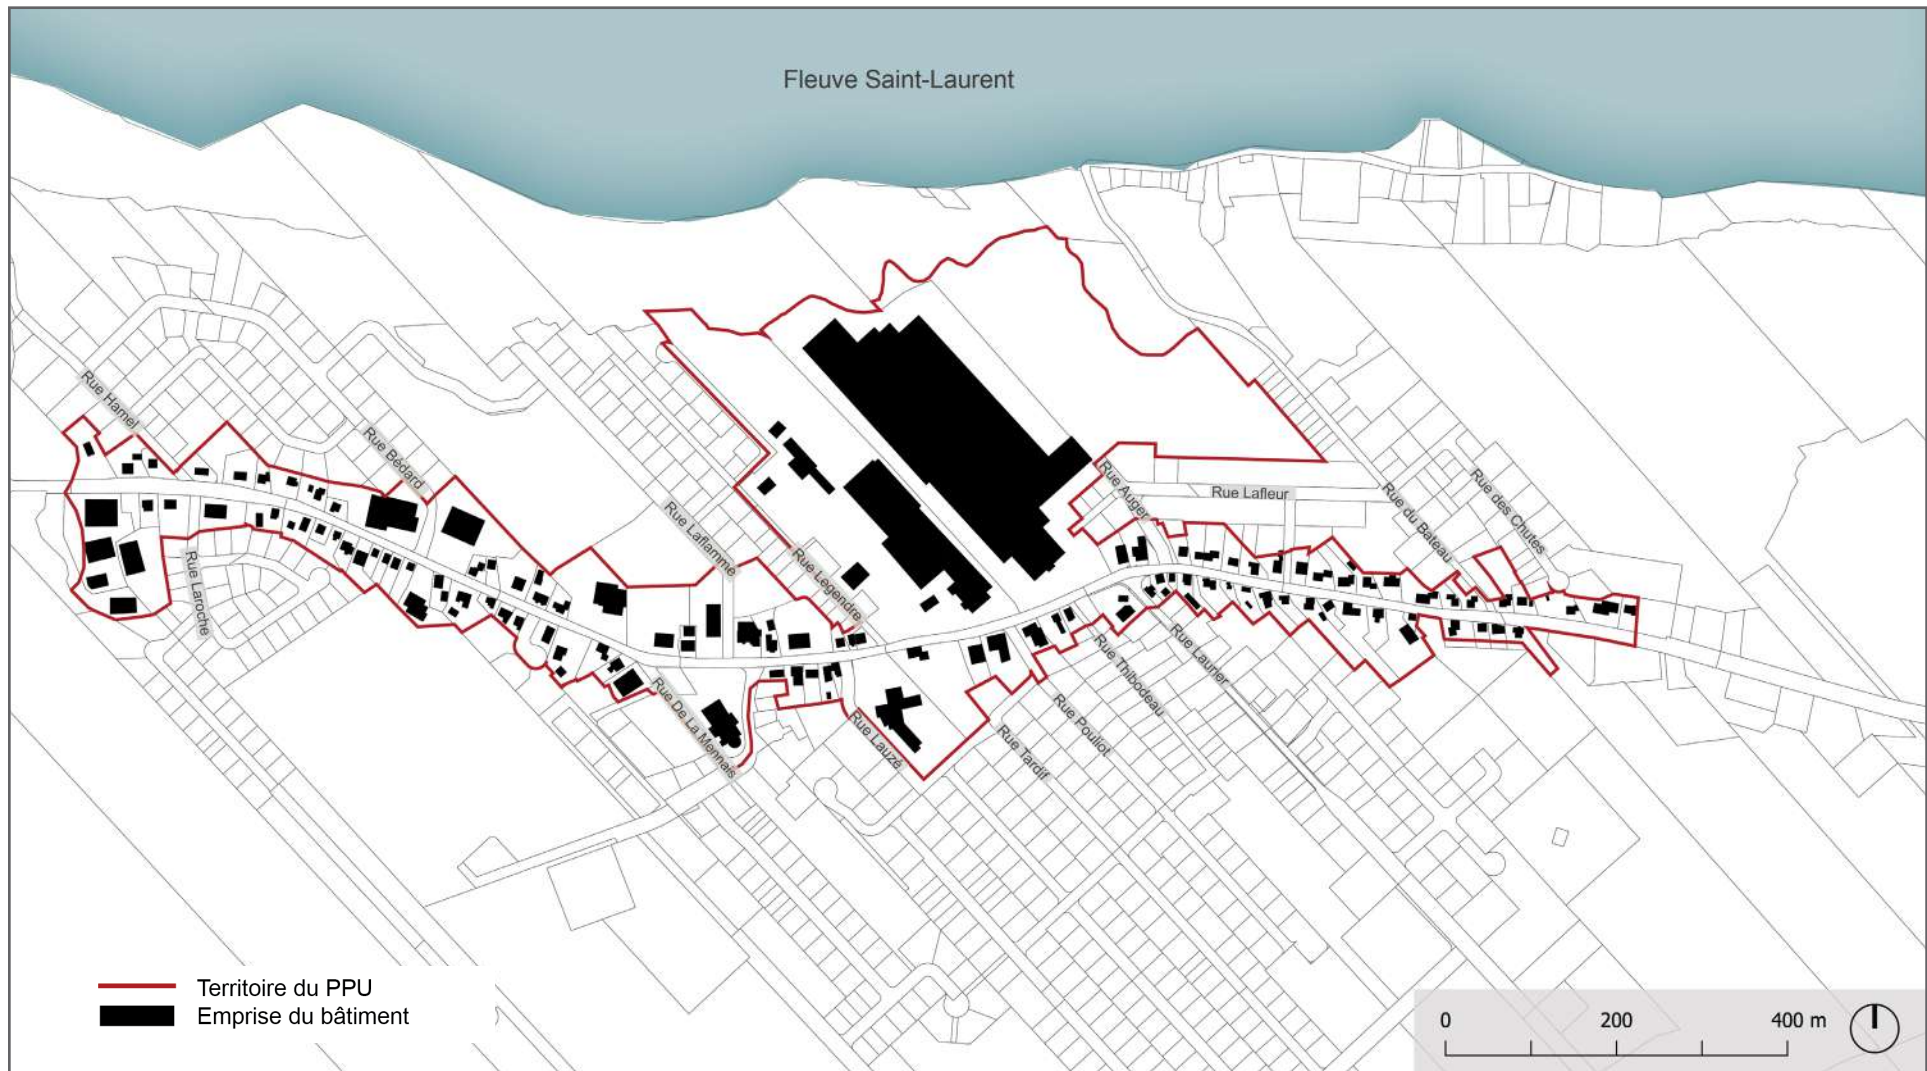 Fleuve Saint-Laurent
Rue Hamel
Rue Bédard
Rue Laroche
Rue Laflamme
Rue Legendre
Rue De La Mennais
Rue Lauzé
Rue Tardif
Rue Pouliot
Rue Thibodeau
Rue Laurier
Rue Auger
Rue Lafleur
Rue du Bateau
Rue des Chutes
Territoire du PPU
Emprise du bâtiment
0 200 400 m